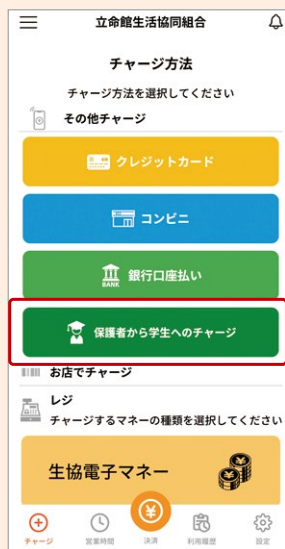 立命館生活協同組合
チャージ方法
チャージ方法を選択してください
その他チャージ
クレジットカード
コンビニ
BANK 銀行口座払い
保護者から学生へのチャージ
お店でチャージ
レジ
チャージするマネーの種類を選択してください
生協電子マネー
チャージ 営業時間 決済 利用履歴 設定